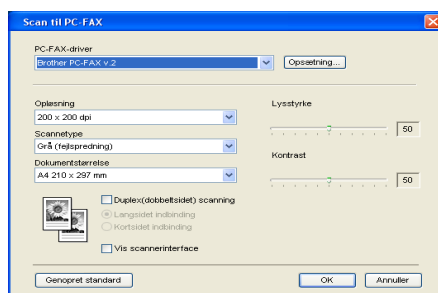 Scan til PC-FAX
PC-FAX-driver
Brother PC-FAX v.2
Opsætning...
Opløsning
200 x 200 dpi
Scannetype
Grå (fejlspredning)
Dokumentstørrelse
A4 210 x 297 mm
Lysstyrke
50
Kontrast
50
Duplex(dobbeltsidet) scanning
Langsidet indbinding
Kortsidet indbinding
Vis scannerinterface
Genopret standard
OK
Annuller